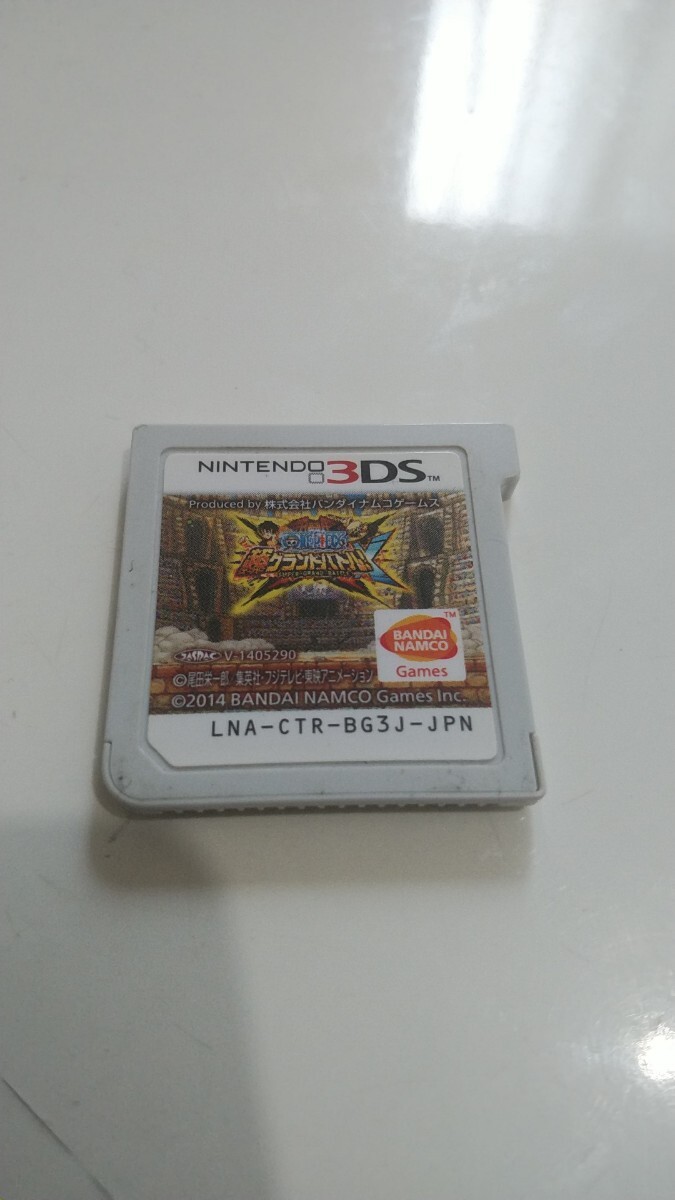 NINTENDO 3DS™
Produced by 株式会社バンダイナムコゲームス
ONE PIECE
超グランドバトル!X
SUPER GRAND BATTLE
JASRAC V-1405290
BANDAI NAMCO Games™
©尾田栄一郎/集英社・フジテレビ・東映アニメーション
©2014 BANDAI NAMCO Games Inc.
LNA-CTR-BG3J-JPN